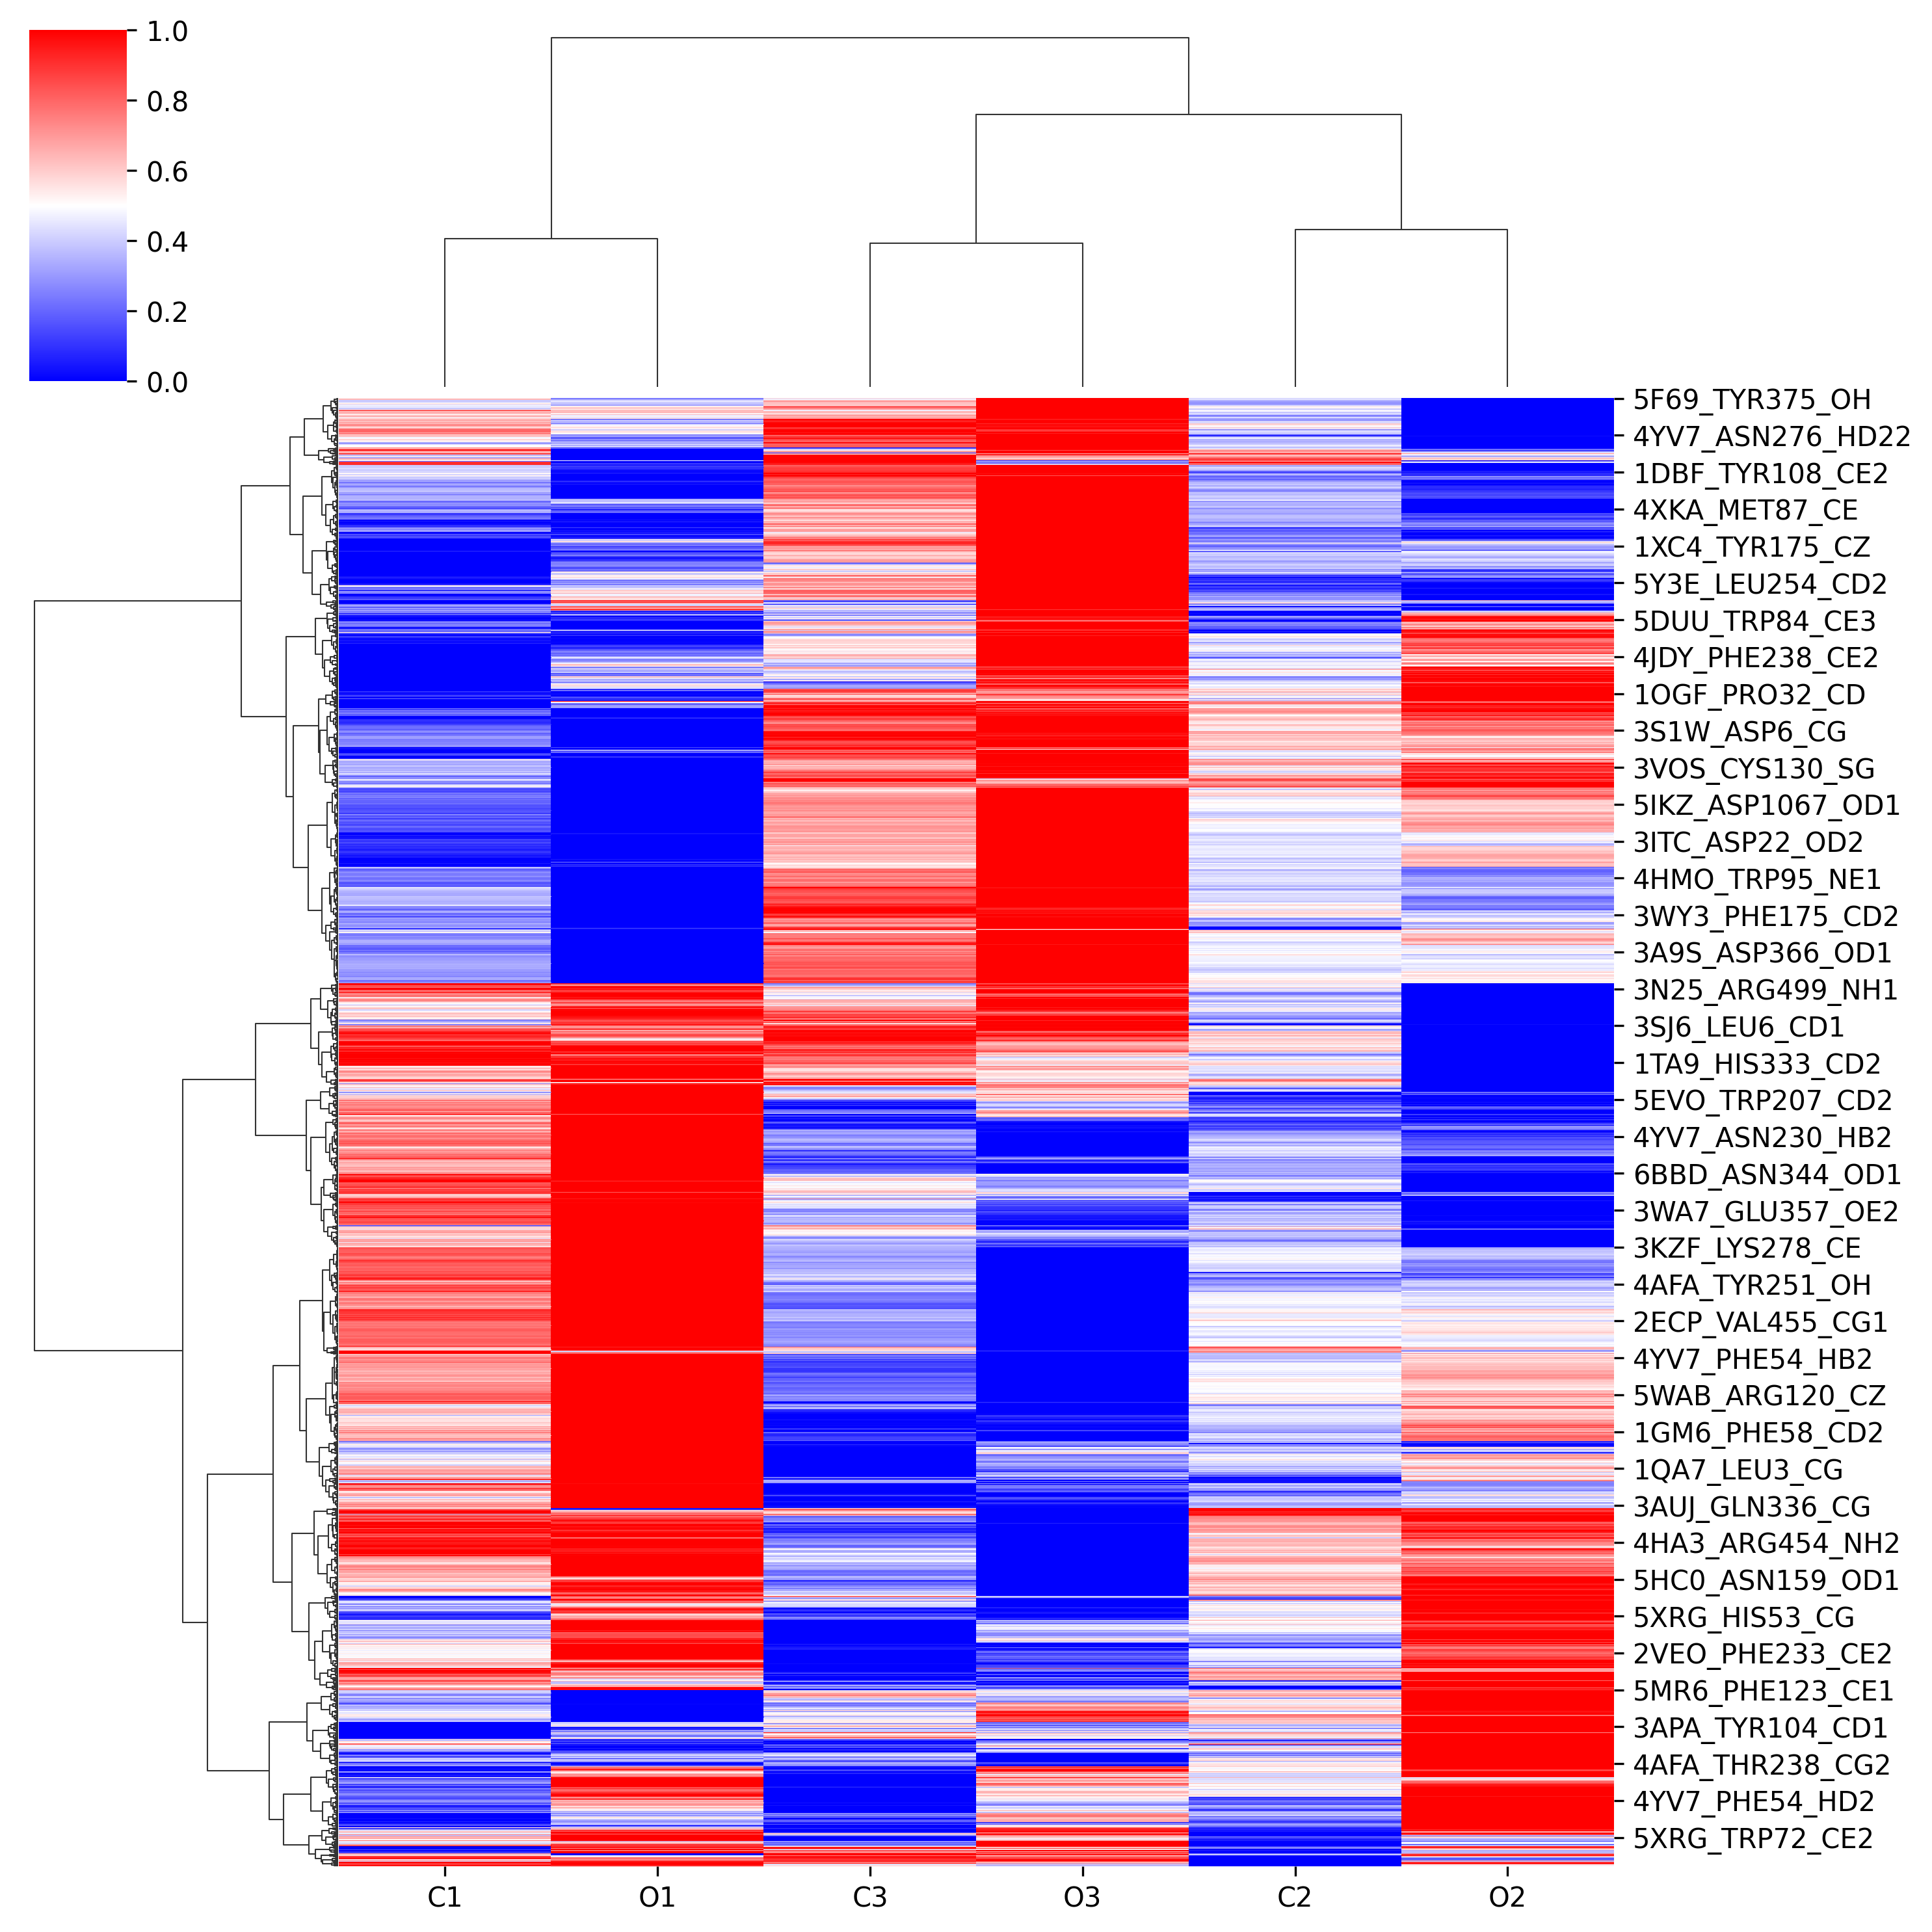 1.0
0.8
0.6
0.4
0.2
0.0
5F69_TYR375_OH
4YV7_ASN276_HD22
1DBF_TYR108_CE2
4XKA_MET87_CE
1XC4_TYR175_CZ
5Y3E_LEU254_CD2
5DUU_TRP84_CE3
4JDY_PHE238_CE2
1OGF_PRO32_CD
3S1W_ASP6_CG
3VOS_CYS130_SG
5IKZ_ASP1067_OD1
3ITC_ASP22_OD2
4HMO_TRP95_NE1
3WY3_PHE175_CD2
3A9S_ASP366_OD1
3N25_ARG499_NH1
3SJ6_LEU6_CD1
1TA9_HIS333_CD2
5EVO_TRP207_CD2
4YV7_ASN230_HB2
6BBD_ASN344_OD1
3WA7_GLU357_OE2
3KZF_LYS278_CE
4AFA_TYR251_OH
2ECP_VAL455_CG1
4YV7_PHE54_HB2
5WAB_ARG120_CZ
1GM6_PHE58_CD2
1QA7_LEU3_CG
3AUJ_GLN336_CG
4HA3_ARG454_NH2
5HC0_ASN159_OD1
5XRG_HIS53_CG
2VEO_PHE233_CE2
5MR6_PHE123_CE1
3APA_TYR104_CD1
4AFA_THR238_CG2
4YV7_PHE54_HD2
5XRG_TRP72_CE2
C1 O1 C3 O3 C2 O2